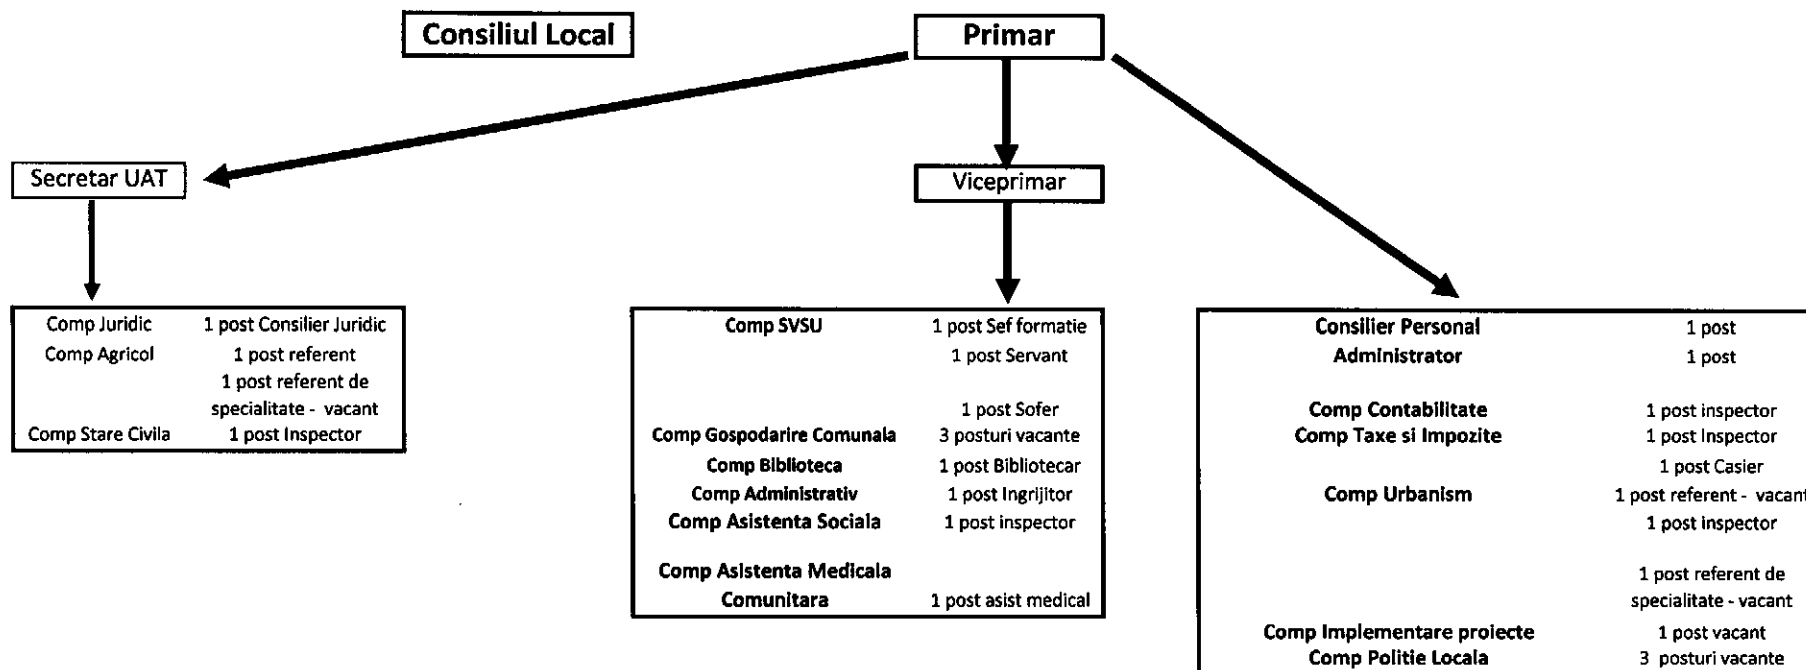 Consiliul Local
Primar
Secretar UAT
Viceprimar
Comp Juridic 1 post Consilier Juridic
Comp Agricol 1 post referent
1 post referent de
specialitate - vacant
Comp Stare Civila 1 post Inspector
Comp SVSU 1 post Sef formatie
1 post Servant
1 post Sofer
Comp Gospodarire Comunala 3 posturi vacante
Comp Biblioteca 1 post Bibliotecar
Comp Administrativ 1 post Ingrijitor
Comp Asistenta Sociala 1 post inspector
Comp Asistenta Medicala
Comunitara 1 post asist medical
Consilier Personal 1 post
Administrator 1 post
Comp Contabilitate 1 post inspector
Comp Taxe si Impozite 1 post Inspector
1 post Casier
Comp Urbanism 1 post referent - vacant
1 post inspector
1 post referent de
specialitate - vacant
Comp Implementare proiecte 1 post vacant
Comp Politie Locala 3 posturi vacante